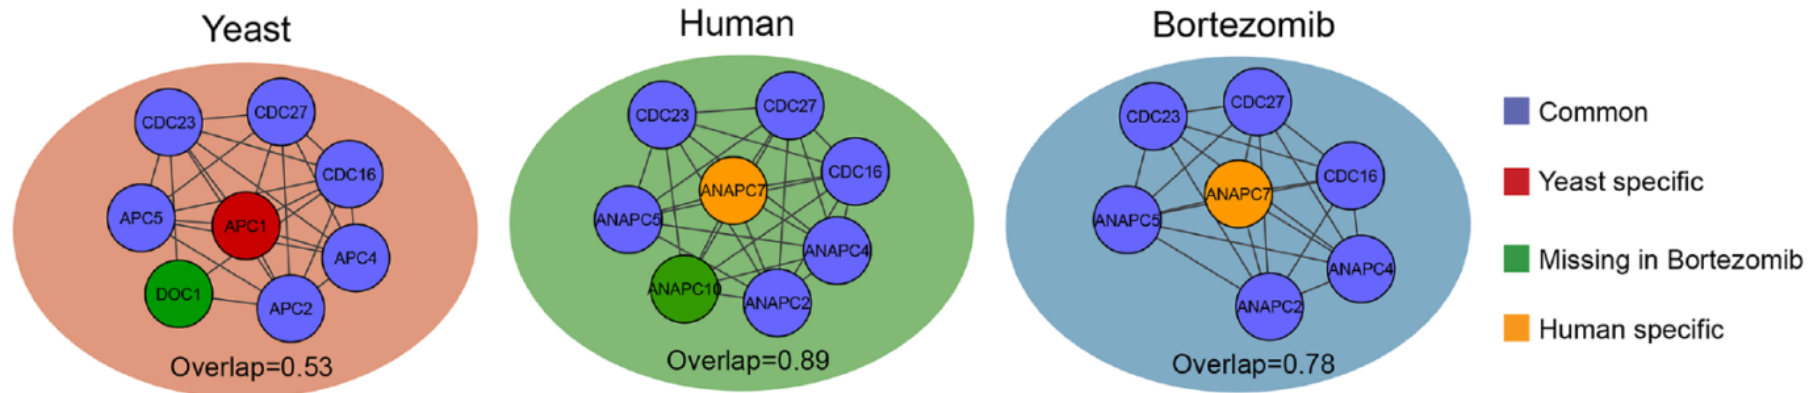 Yeast
CDC23
CDC27
CDC16
APC5
APC1
APC4
DOC1
APC2
Overlap=0.53
Human
CDC23
CDC27
CDC16
ANAPC7
ANAPC5
ANAPC4
ANAPC10
ANAPC2
Overlap=0.89
Bortezomib
CDC23
CDC27
CDC16
ANAPC7
ANAPC5
ANAPC4
ANAPC2
Overlap=0.78
Common
Yeast specific
Missing in Bortezomib
Human specific